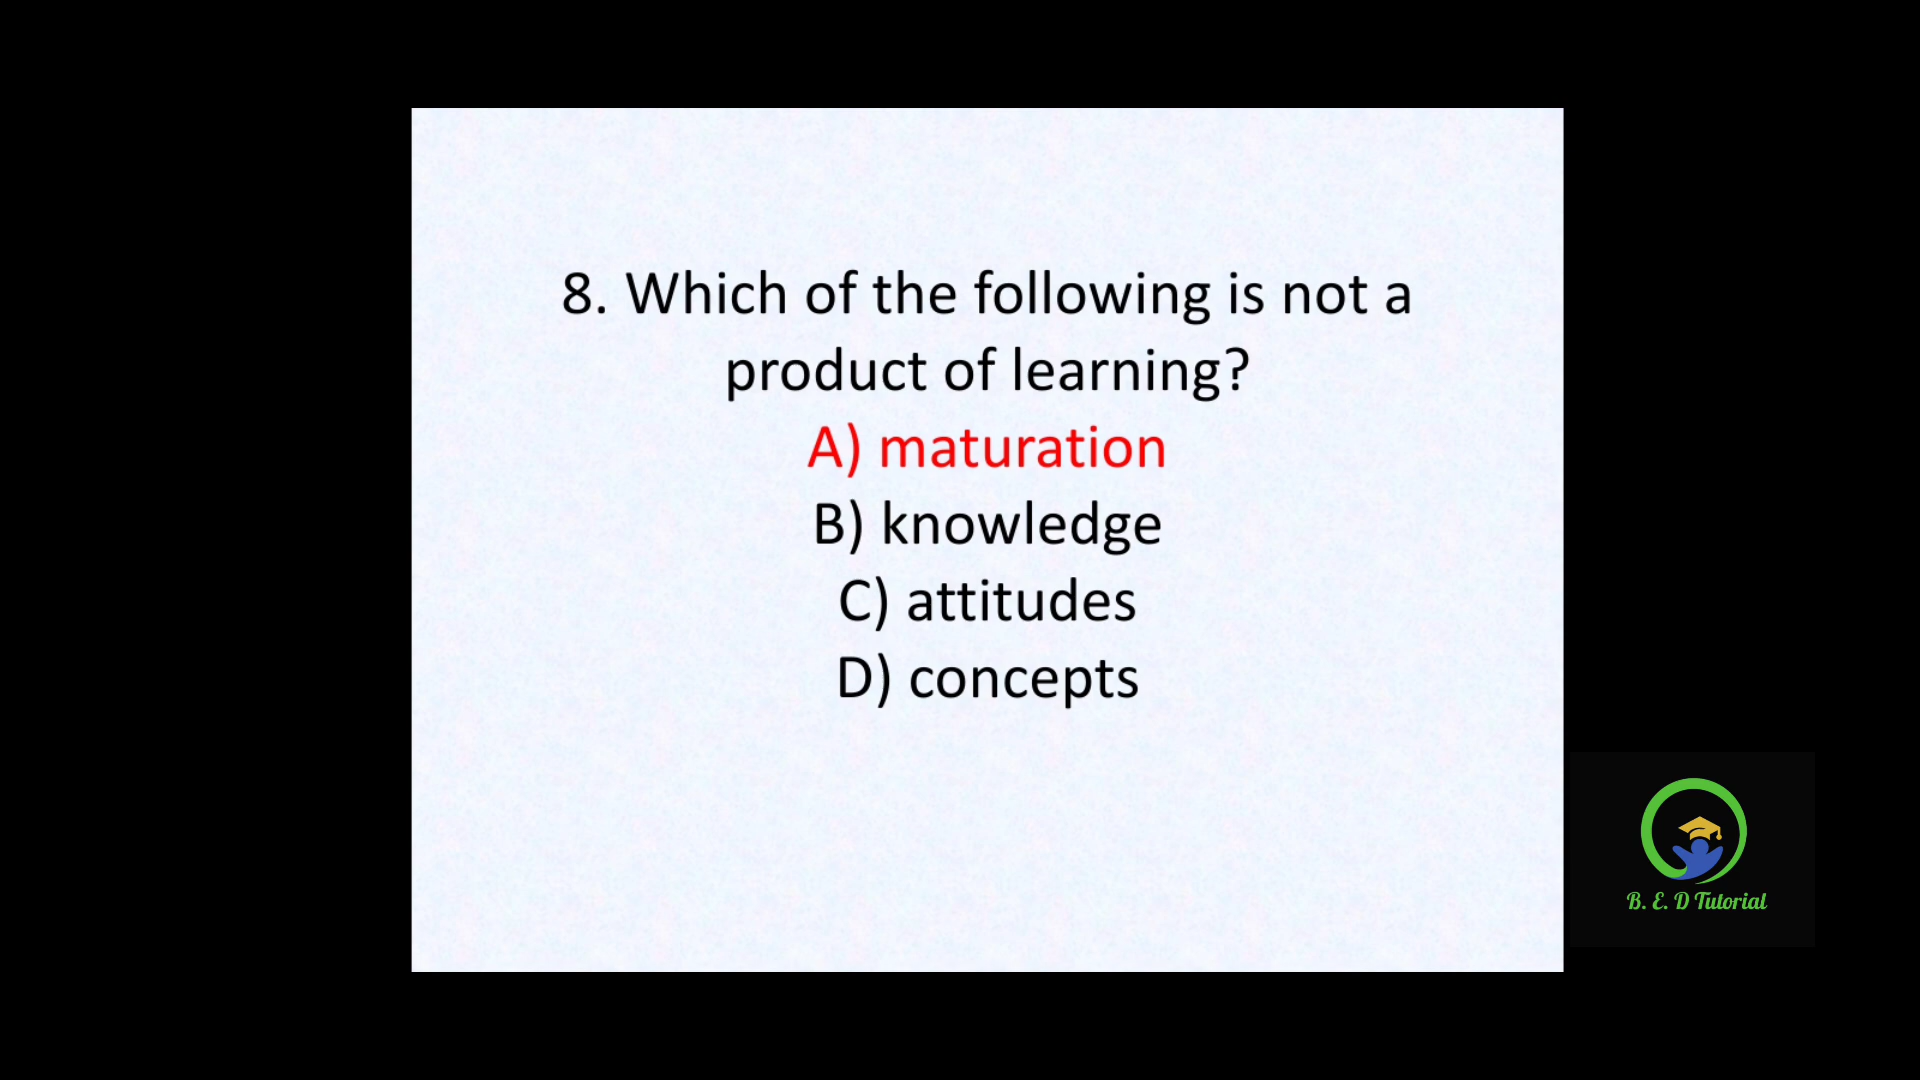 8. Which of the following is not a
product of learning?
A) maturation
B) knowledge
C) attitudes
D) concepts
B. E. D Tutorial